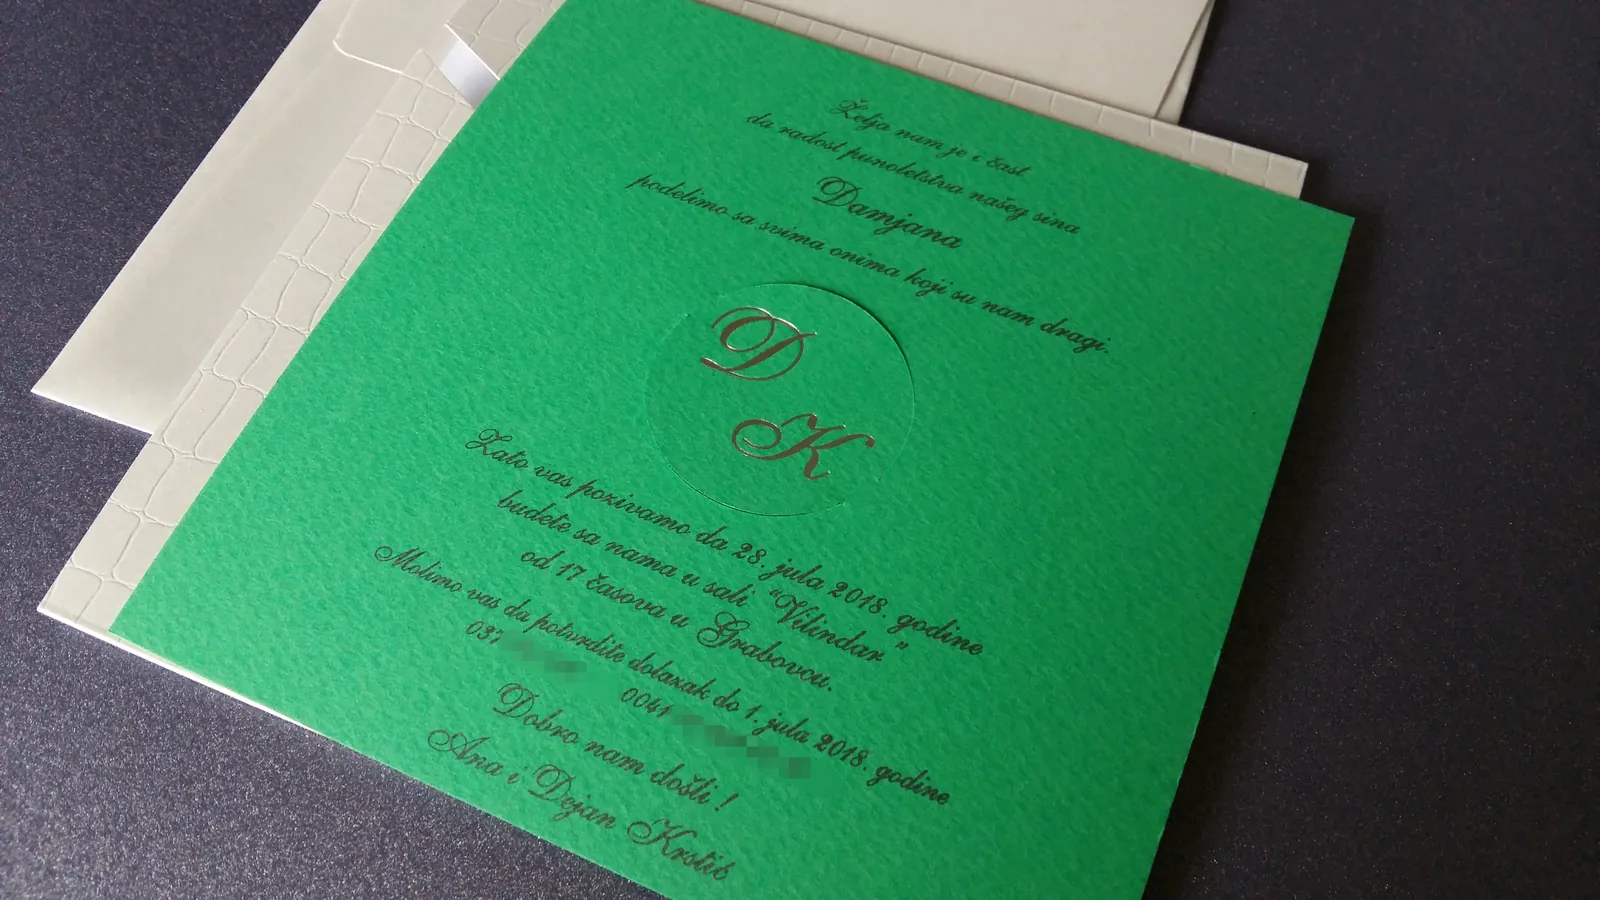 Želja nam je i čast
da radost punoletstva našeg sina
Damjana
podelimo sa svima onima koji su nam dragi.
D
K
Zato vas pozivamo da 28. jula 2018. godine
budete sa nama u sali "Vilindar"
od 17 časova u Grabovcu.
Molimo vas da potvrdite dolazak do 1. jula 2018. godine
037 0041
Dobro nam došli !
Ana i Dejan Krstić